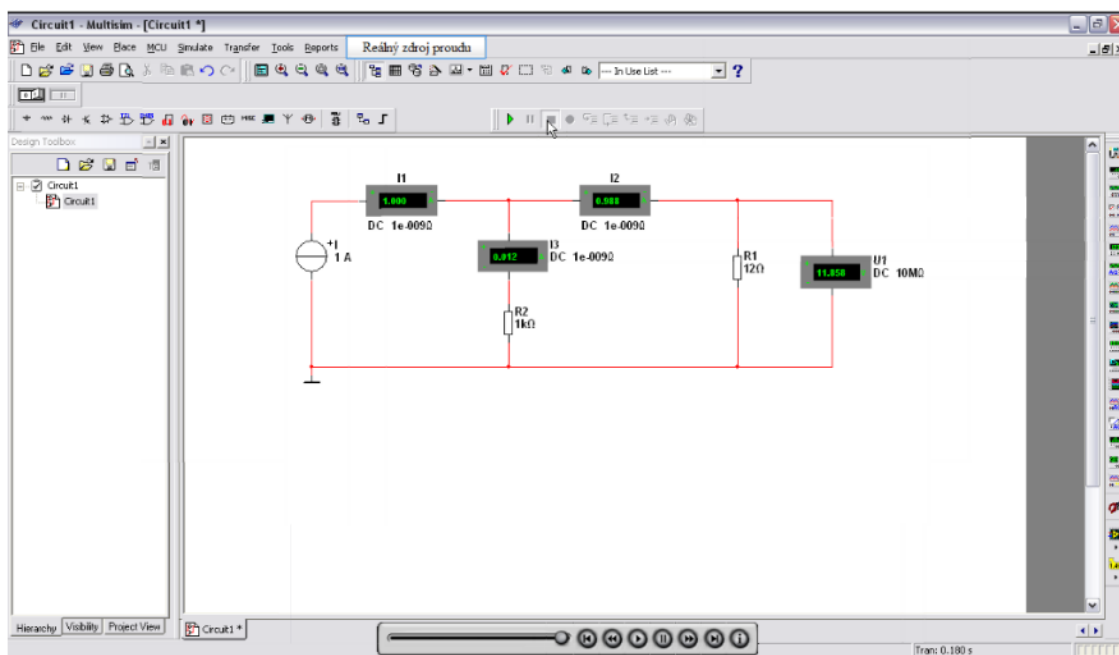 Circuit1 - Multisim - [Circuit1 *]
File Edit View Place MCU Simulate Transfer Tools Reports
Reálný zdroj proudu
--- In Use List ---
Design Toolbox
Circuit1
Circuit1
I1
1.000
DC 1e-009Ω
I2
0.988
DC 1e-009Ω
I3
0.012
DC 1e-009Ω
+I
1 A
R2
1kΩ
R1
12Ω
U1
11.858
DC 10MΩ
Hierarchy Visibility Project View
Circuit1 *
Tran: 0.180 s